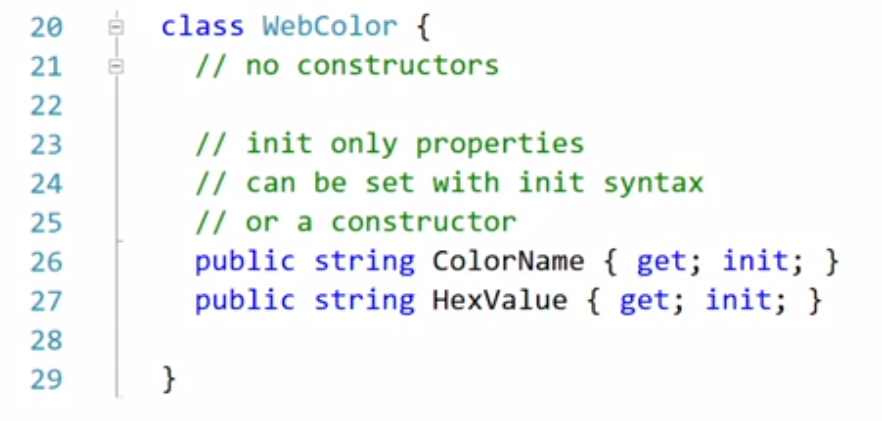 20 class WebColor {
21 // no constructors
22
23 // init only properties
24 // can be set with init syntax
25 // or a constructor
26 public string ColorName { get; init; }
27 public string HexValue { get; init; }
28
29 }